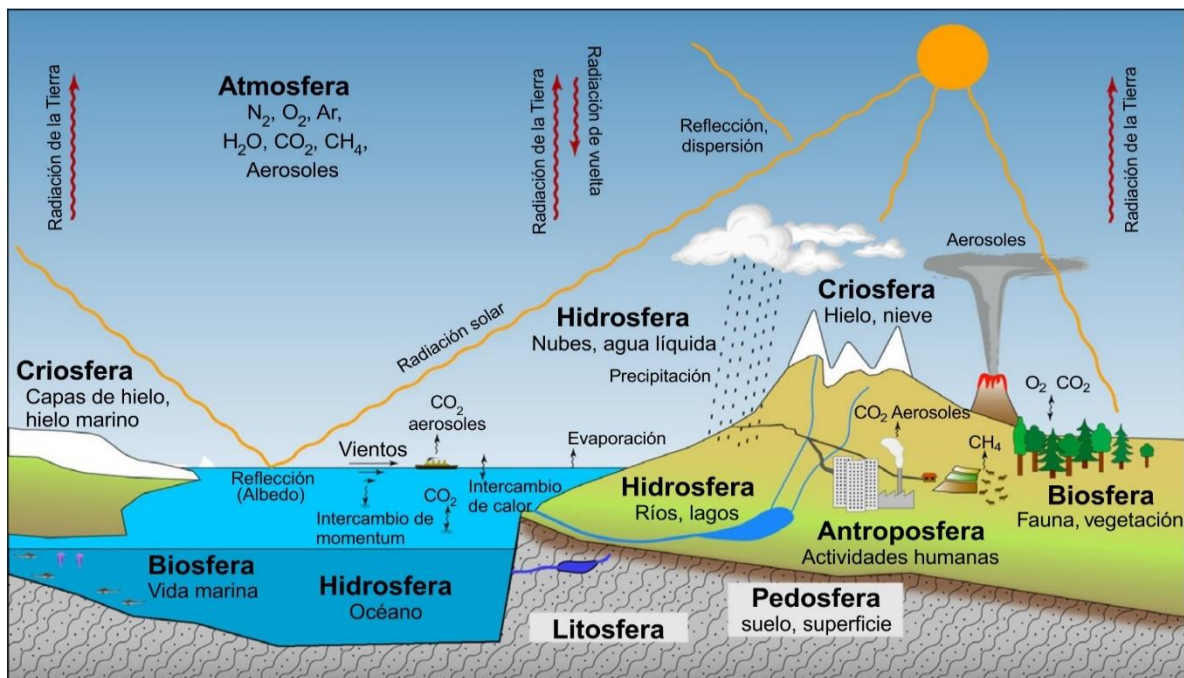 Radiación de la Tierra
Atmosfera
N₂, O₂, Ar,
H₂O, CO₂, CH₄,
Aerosoles
Radiación de la Tierra
Radiación de vuelta
Reflección,
dispersión
Radiación de la Tierra
Radiación solar
Aerosoles
Criosfera
Hielo, nieve
Hidrosfera
Nubes, agua líquida
Precipitación
Criosfera
Capas de hielo,
hielo marino
O₂ CO₂
CO₂
aerosoles
CO₂ Aerosoles
Vientos
Evaporación
CH₄
Reflección
(Albedo)
CO₂
Intercambio
de calor
Intercambio de
momentum
Hidrosfera
Ríos, lagos
Biosfera
Fauna, vegetación
Antroposfera
Actividades humanas
Biosfera
Vida marina
Hidrosfera
Océano
Pedosfera
suelo, superficie
Litosfera